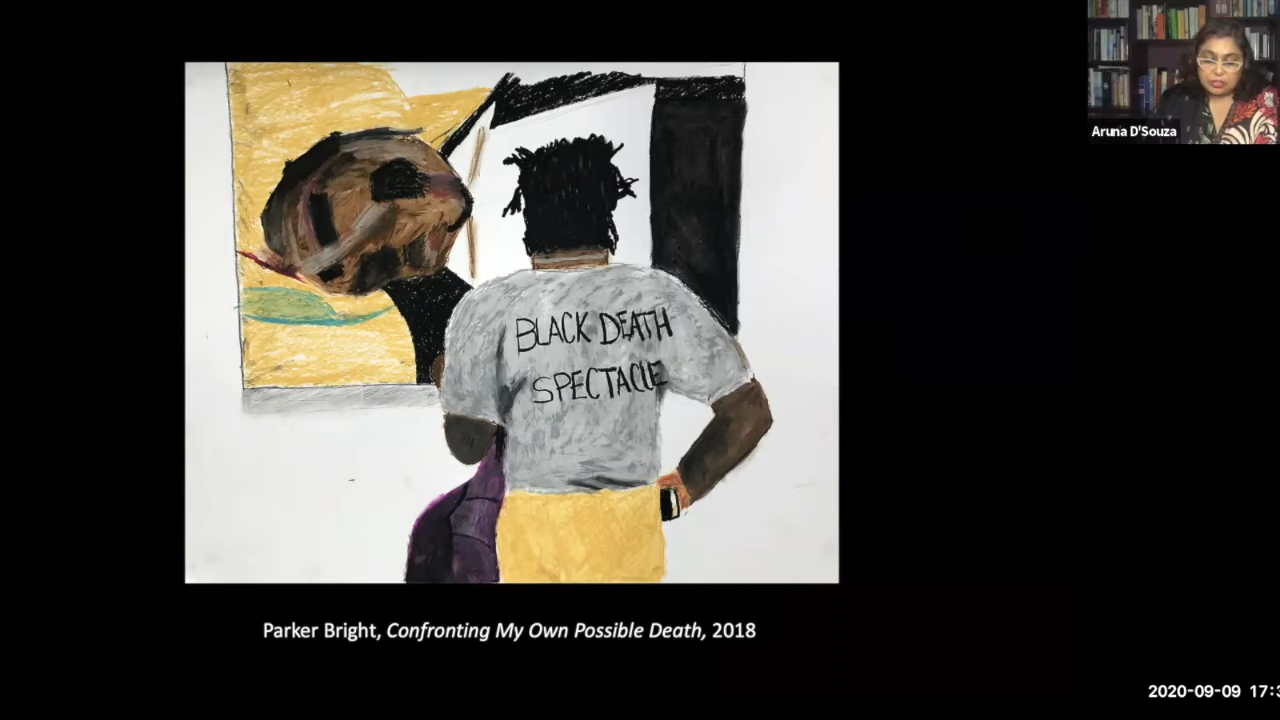 Aruna D'Souza
BLACK DEATH
SPECTACLE
Parker Bright, Confronting My Own Possible Death, 2018
2020-09-09 17:3